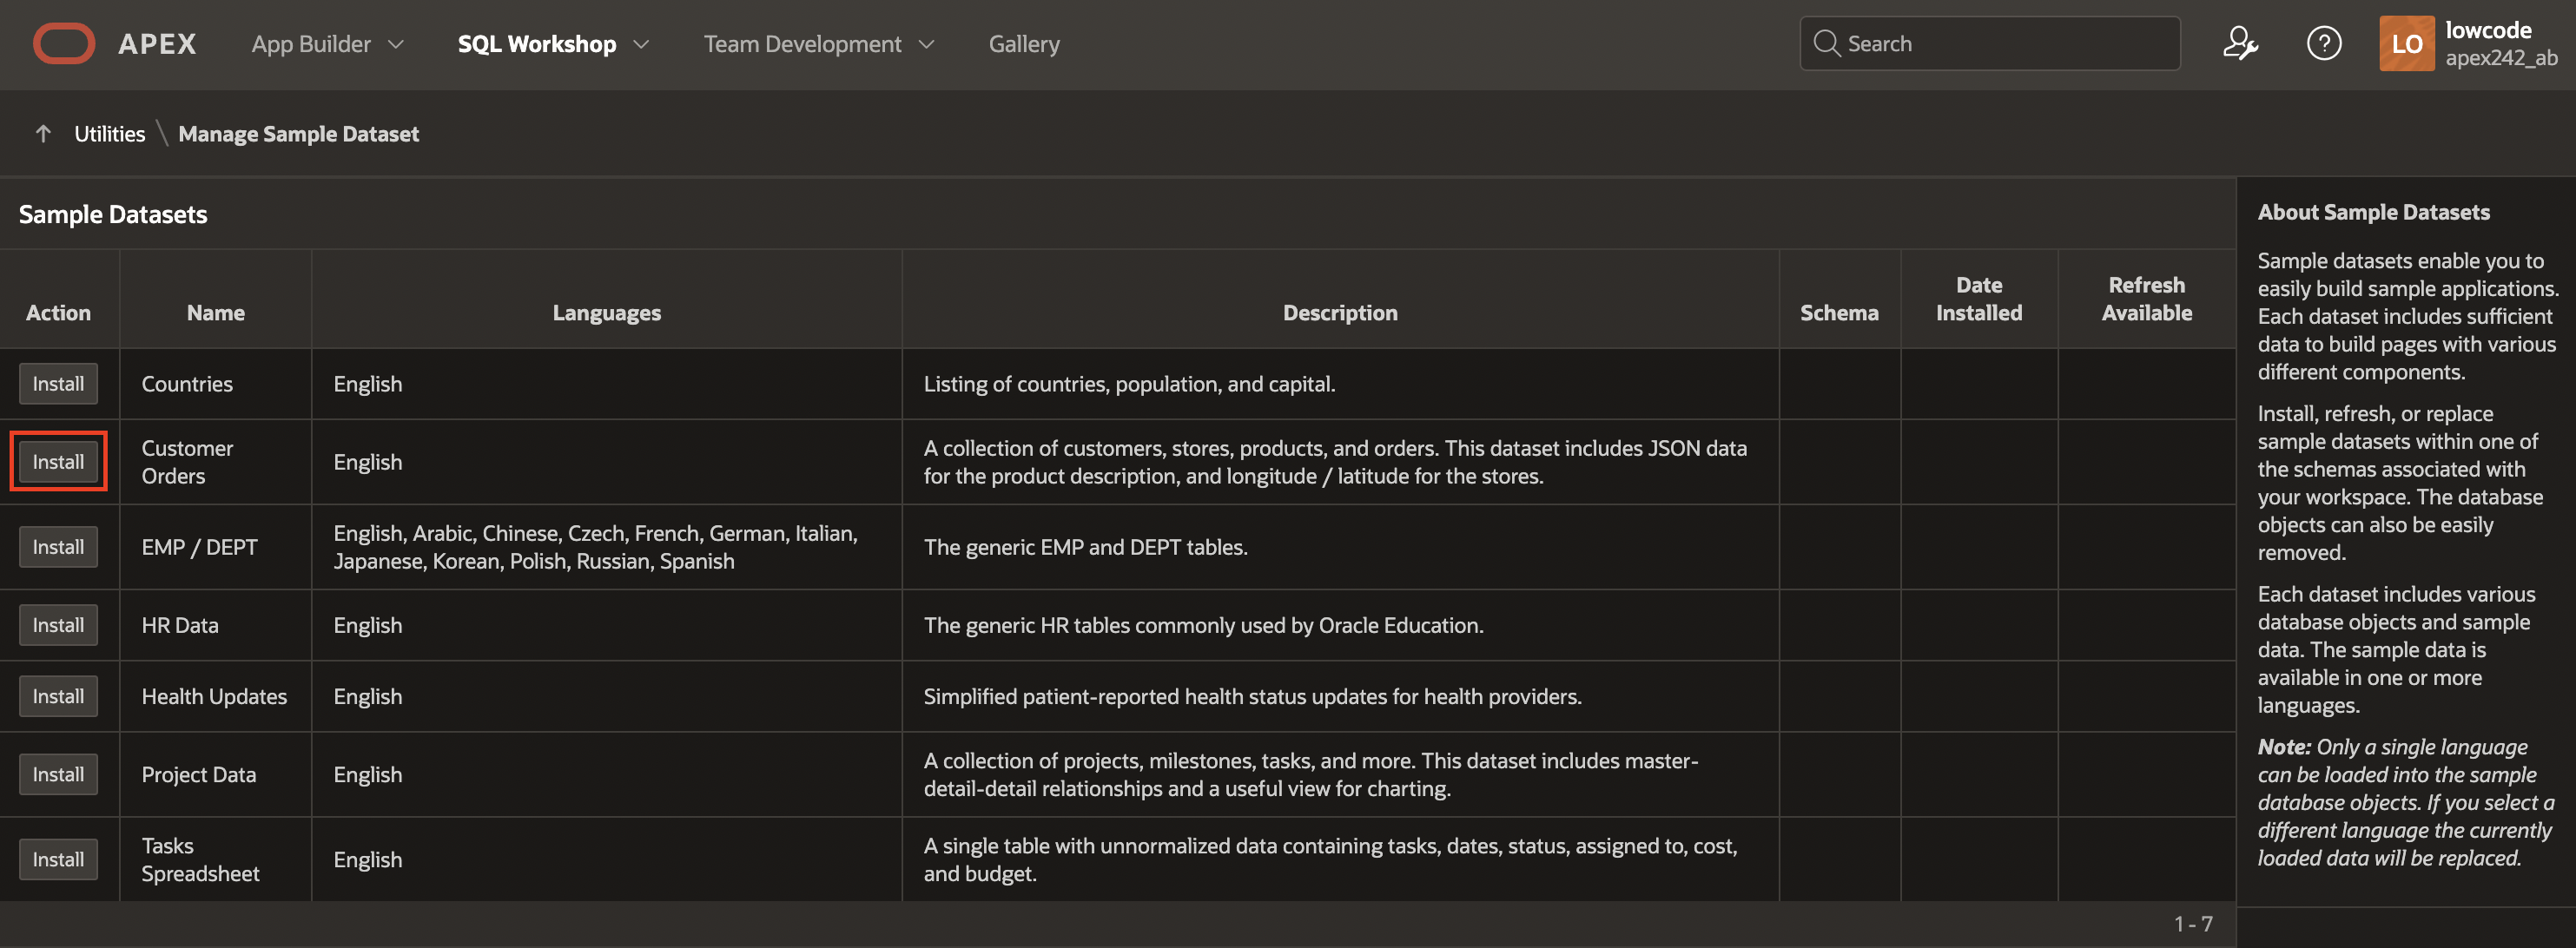 APEX App Builder SQL Workshop Team Development Gallery Search LO lowcode
apex242_ab
Utilities \ Manage Sample Dataset
Sample Datasets
Action Name Languages Description Schema Date Installed Refresh Available
Install Countries English Listing of countries, population, and capital.
Install Customer Orders English A collection of customers, stores, products, and orders. This dataset includes JSON data
for the product description, and longitude / latitude for the stores.
Install EMP / DEPT English, Arabic, Chinese, Czech, French, German, Italian,
Japanese, Korean, Polish, Russian, Spanish The generic EMP and DEPT tables.
Install HR Data English The generic HR tables commonly used by Oracle Education.
Install Health Updates English Simplified patient-reported health status updates for health providers.
Install Project Data English A collection of projects, milestones, tasks, and more. This dataset includes master-
detail-detail relationships and a useful view for charting.
Install Tasks Spreadsheet English A single table with unnormalized data containing tasks, dates, status, assigned to, cost,
and budget.
1 - 7
About Sample Datasets
Sample datasets enable you to
easily build sample applications.
Each dataset includes sufficient
data to build pages with various
different components.
Install, refresh, or replace
sample datasets within one of
the schemas associated with
your workspace. The database
objects can also be easily
removed.
Each dataset includes various
database objects and sample
data. The sample data is
available in one or more
languages.
Note: Only a single language
can be loaded into the sample
database objects. If you select a
different language the currently
loaded data will be replaced.